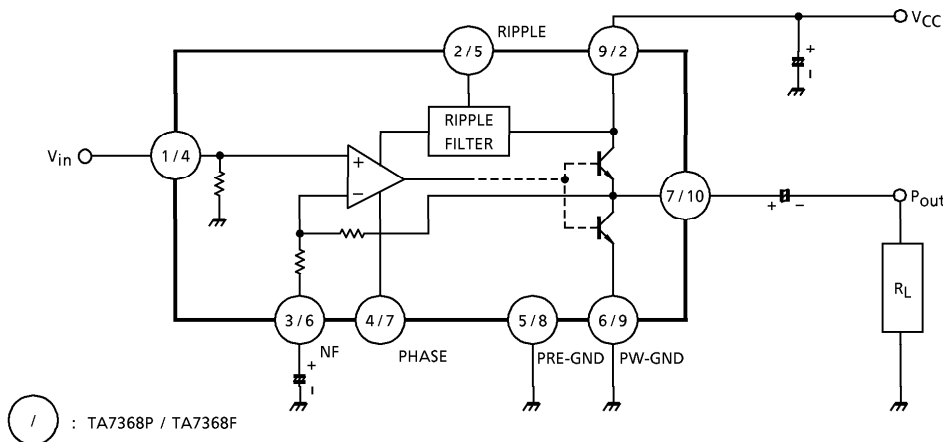 VCC
RIPPLE
2/5
9/2
RIPPLE
FILTER
Vin
1/4
+
−
7/10
+
−
Pout
+
−
RL
3/6
4/7
5/8
6/9
NF
PHASE
PRE-GND
PW-GND
+
−
/ : TA7368P / TA7368F